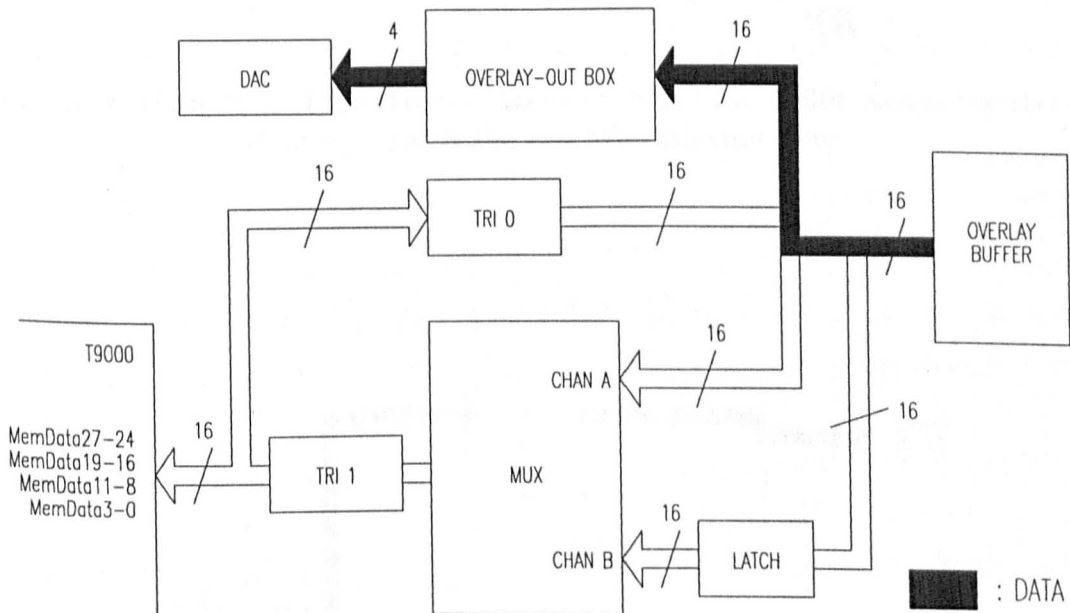 4
16
DAC
OVERLAY-OUT BOX
16
TRI 0
16
16
OVERLAY
BUFFER
T9000
MemData27-24
MemData19-16
MemData11-8
MemData3-0
16
TRI 1
MUX
CHAN A
16
16
CHAN B
16
LATCH
: DATA